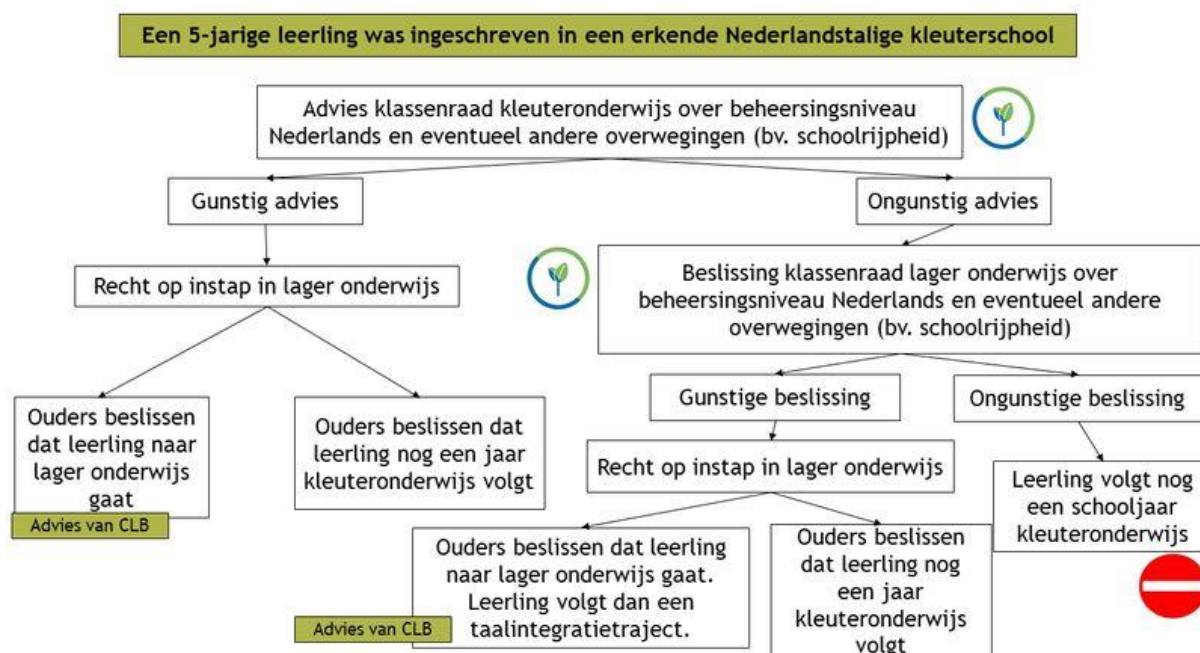 Een 5-jarige leerling was ingeschreven in een erkende Nederlandstalige kleuterschool
Advies klassenraad kleuteronderwijs over beheersingsniveau
Nederlands en eventueel andere overwegingen (bv. schoolrijpheid)
Gunstig advies
Ongunstig advies
Recht op instap in lager onderwijs
Beslissing klassenraad lager onderwijs over
beheersingsniveau Nederlands en eventueel andere
overwegingen (bv. schoolrijpheid)
Ouders beslissen
dat leerling naar
lager onderwijs
gaat
Advies van CLB
Ouders beslissen dat
leerling nog een jaar
kleuteronderwijs volgt
Gunstige beslissing
Ongunstige beslissing
Recht op instap in lager onderwijs
Leerling volgt nog
een schooljaar
kleuteronderwijs
Ouders beslissen dat leerling
naar lager onderwijs gaat.
Leerling volgt dan een
taalintegratietraject.
Advies van CLB
Ouders beslissen
dat leerling nog
een jaar
kleuteronderwijs
volgt